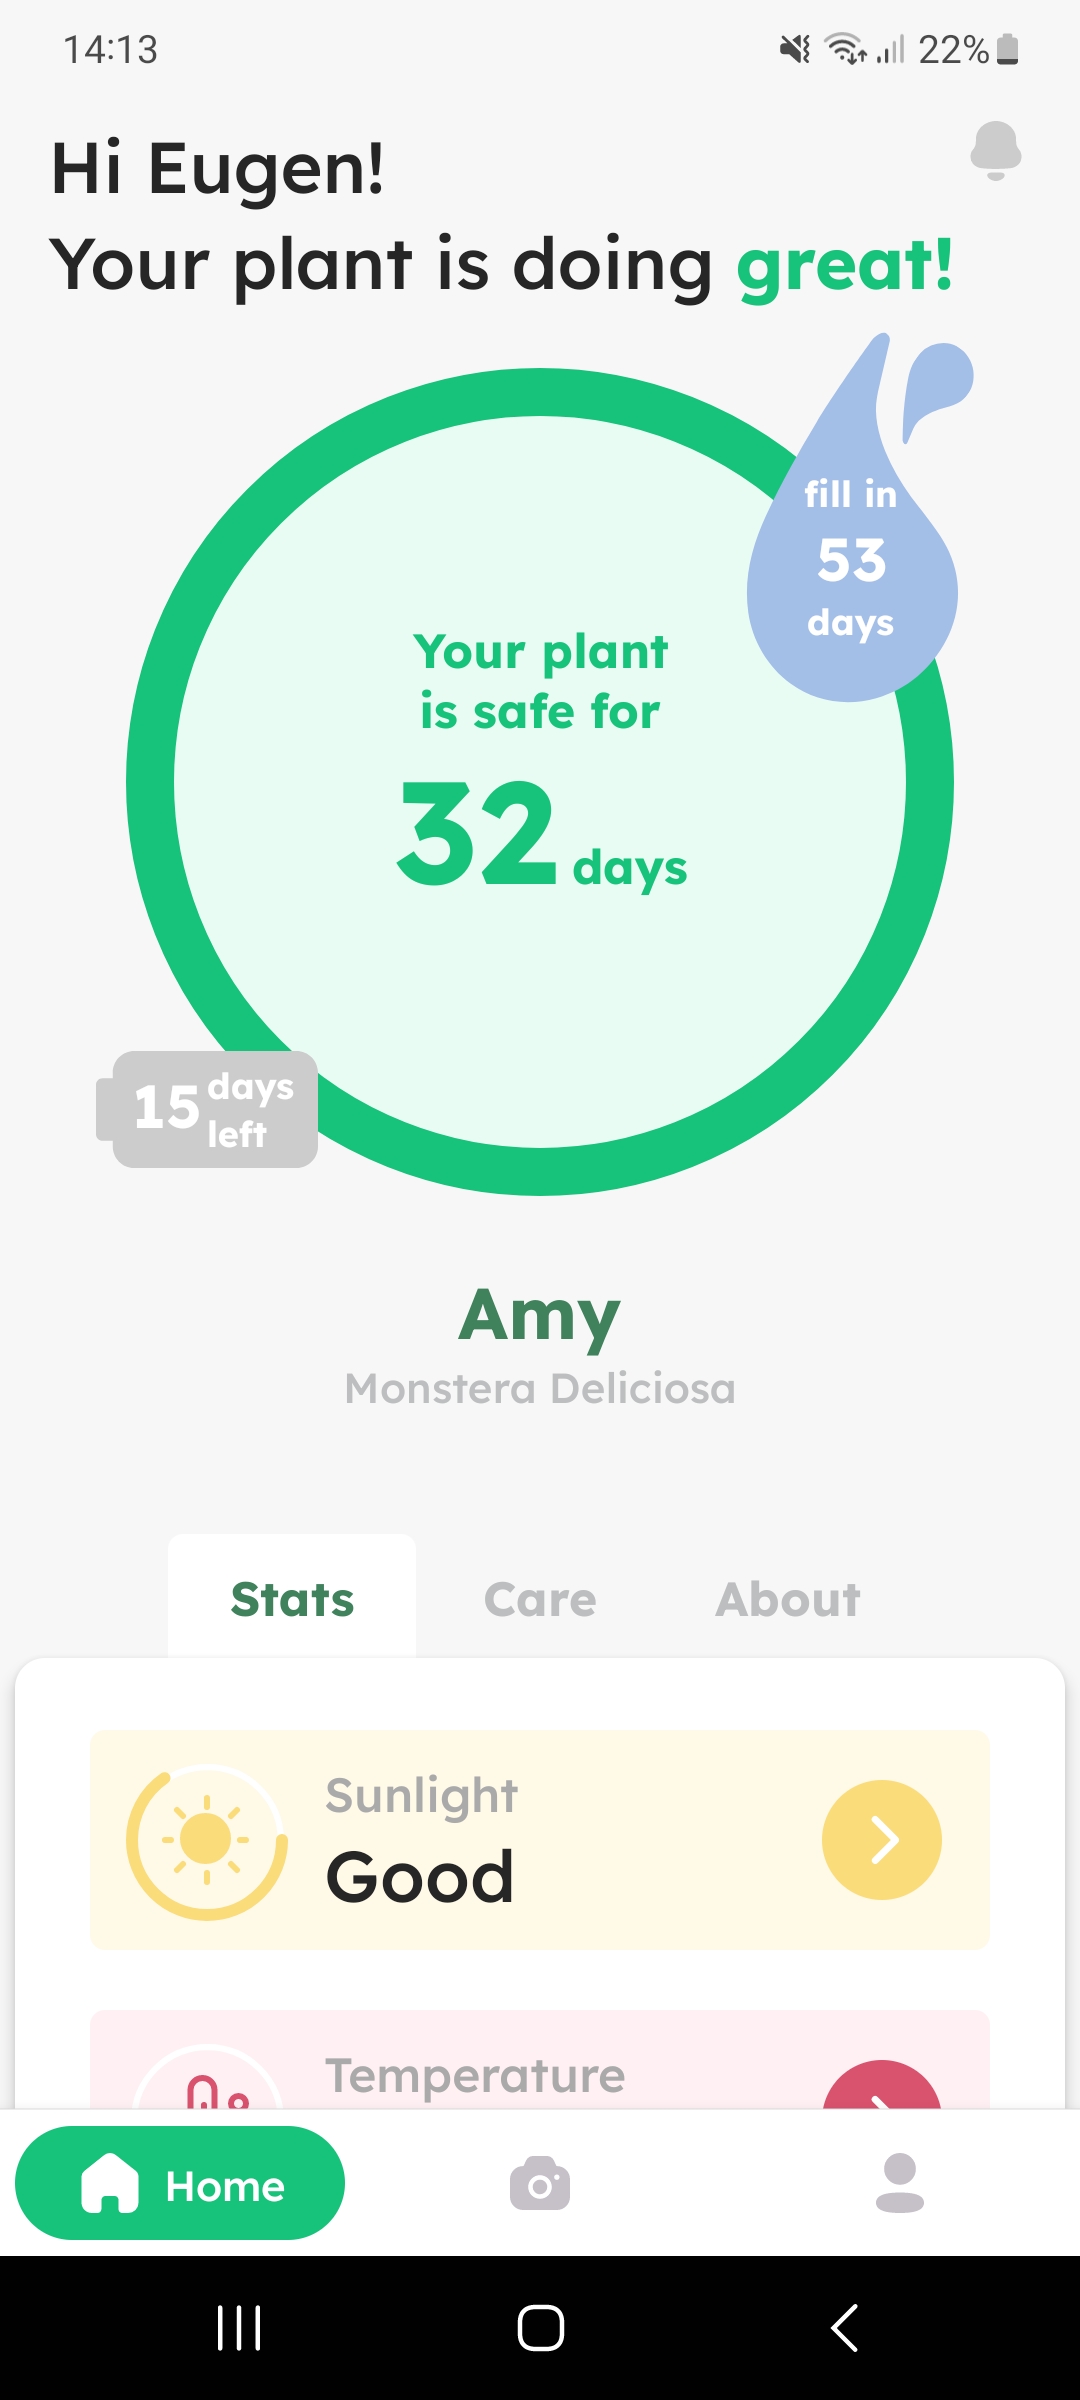 14:13
22%
Hi Eugen!
Your plant is doing great!
fill in
53
days
Your plant
is safe for
32 days
15 days
left
Amy
Monstera Deliciosa
Stats Care About
Sunlight
Good
Temperature
Home